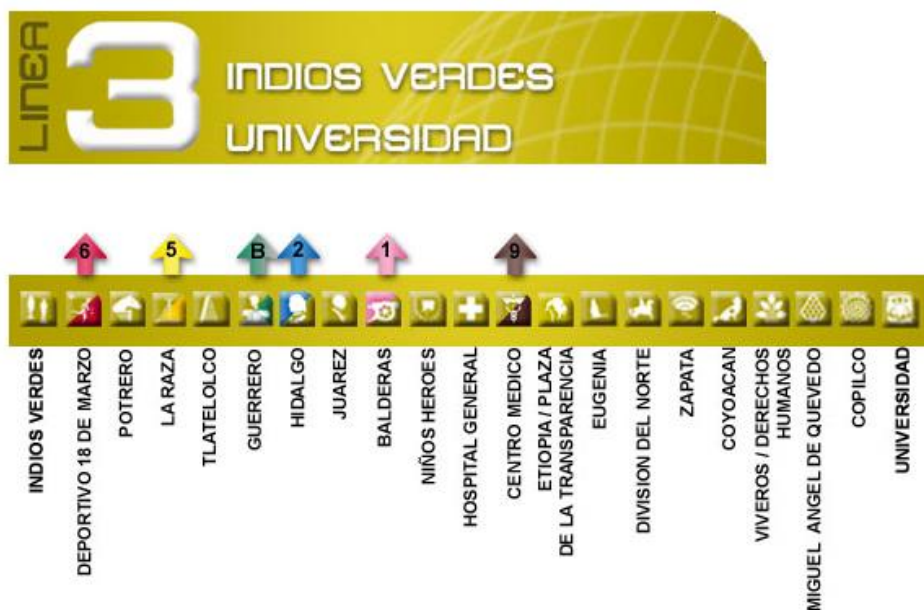 LINEA 3
INDIOS VERDES
UNIVERSIDAD
6
5
B
2
1
9
INDIOS VERDES
DEPORTIVO 18 DE MARZO
POTRERO
LA RAZA
TLATELOLCO
GUERRERO
HIDALGO
JUAREZ
BALDERAS
NIÑOS HEROES
HOSPITAL GENERAL
CENTRO MEDICO
ETIOPIA / PLAZA
DE LA TRANSPARENCIA
EUGENIA
DIVISION DEL NORTE
ZAPATA
COYOACAN
VIVEROS / DERECHOS
HUMANOS
MIGUEL ANGEL DE QUEVEDO
COPILCO
UNIVERSIDAD